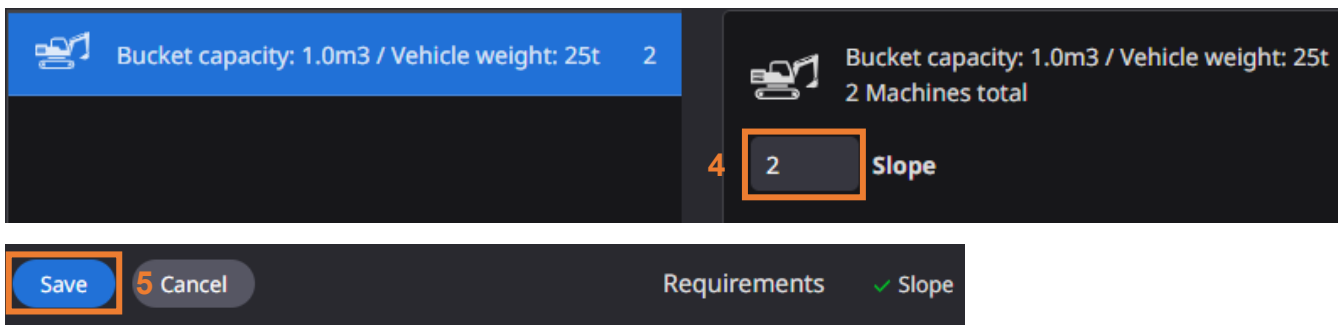 Bucket capacity: 1.0m3 / Vehicle weight: 25t 2
Bucket capacity: 1.0m3 / Vehicle weight: 25t
2 Machines total
4 2 Slope
Save 5 Cancel Requirements ✓ Slope